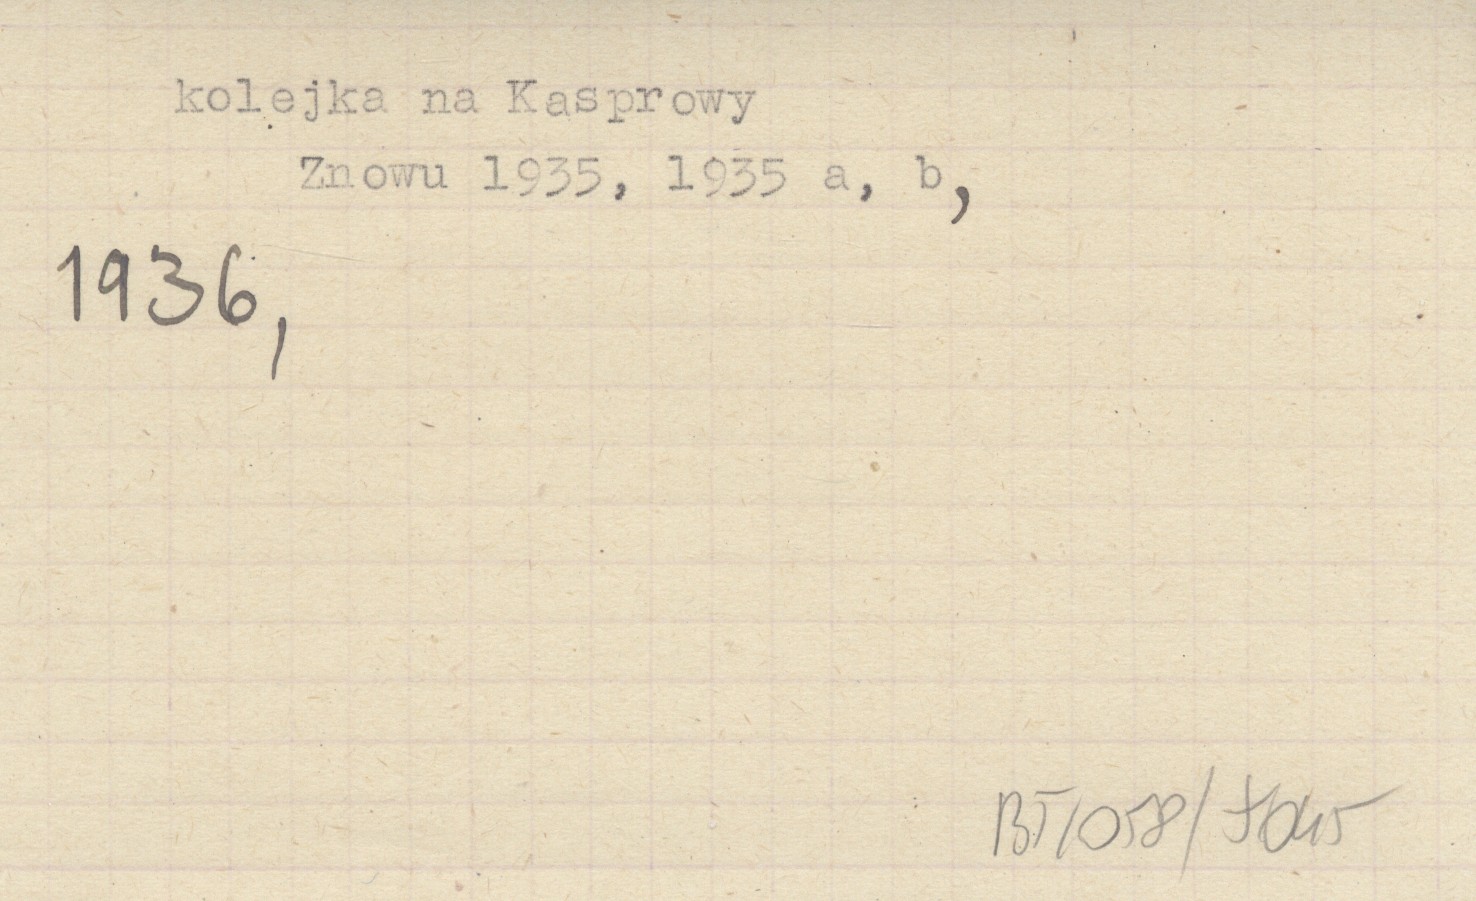 kolejka na Kasprowy
Znowu 1935, 1935 a, b,
1936,